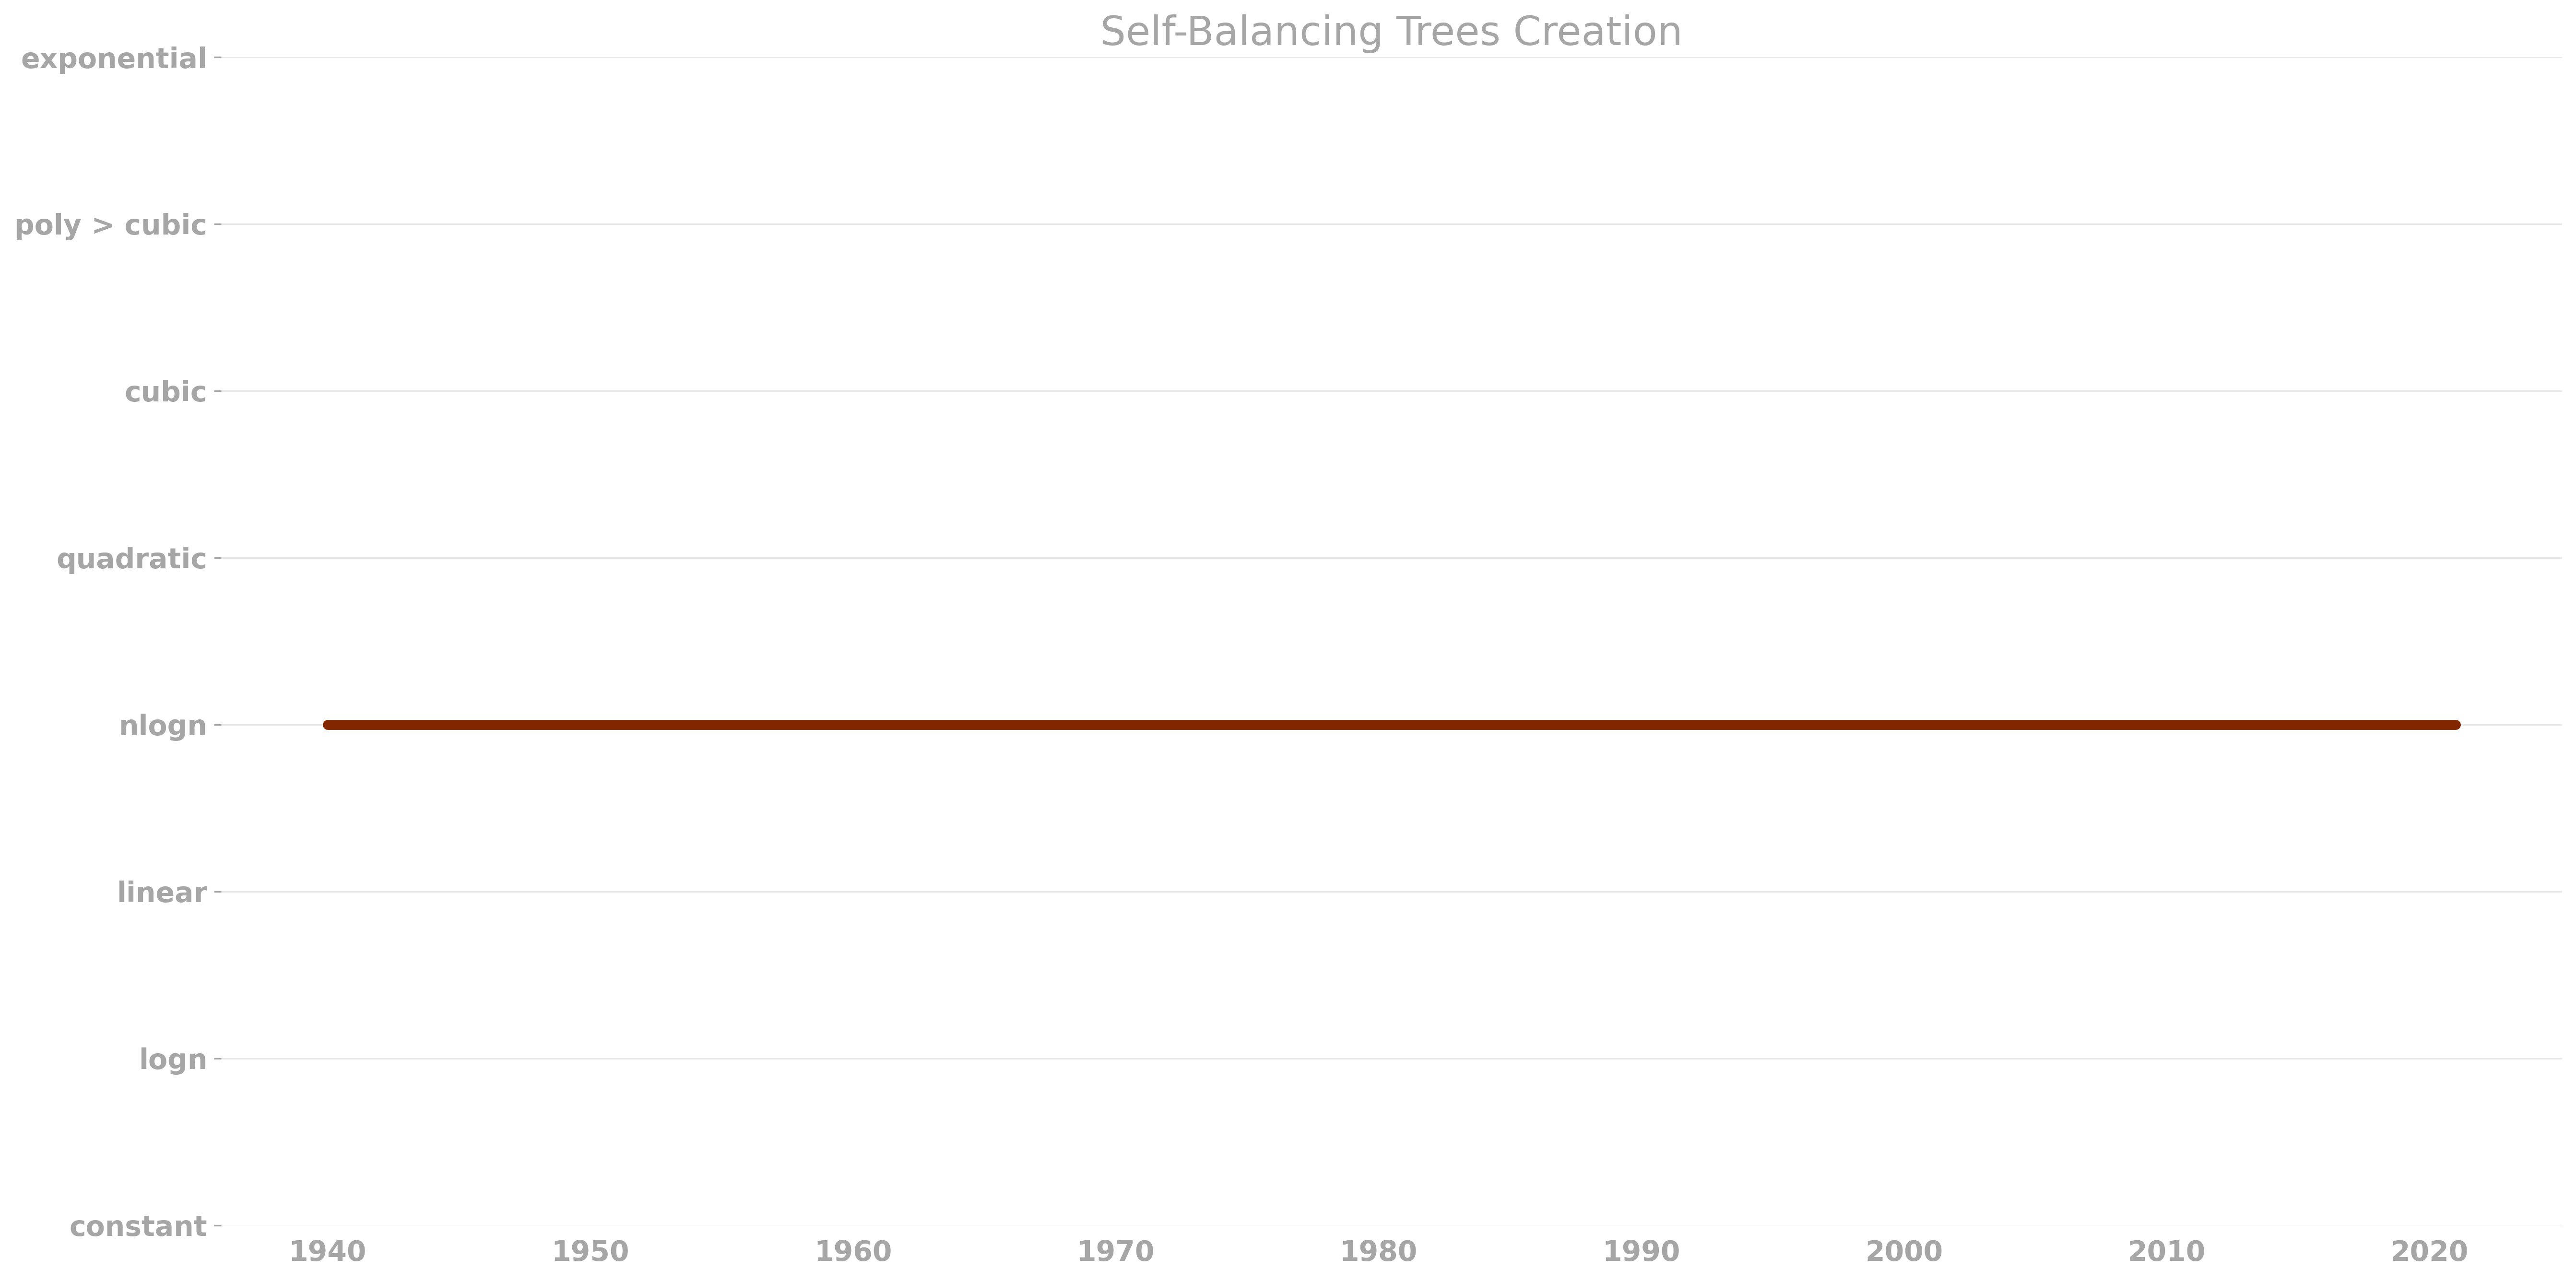 Self-Balancing Trees Creation
exponential
poly > cubic
cubic
quadratic
nlogn
linear
logn
constant
1940 1950 1960 1970 1980 1990 2000 2010 2020